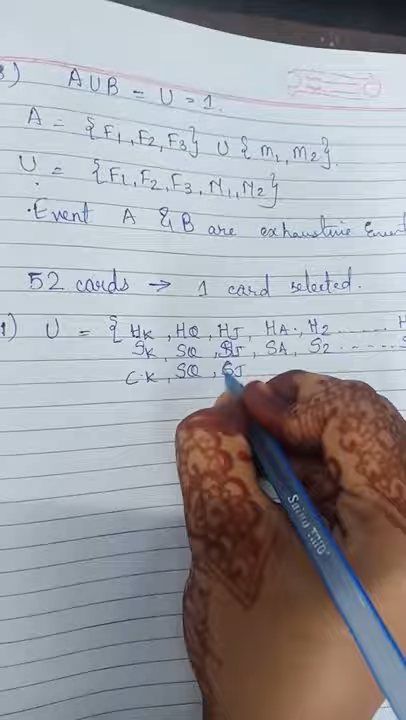 3) A∪B = U = 1.
A = {F1, F2, F3} ∪ {M1, M2}.
U = {F1, F2, F3, M1, M2}
Event A & B are exhaustive Event
52 cards → 1 card selected.
1) U = { HK, HQ, HJ, HA, H2 ...... H
SK, SQ, SJ, SA, S2 ...... S
CK, SQ, SJ
Saino